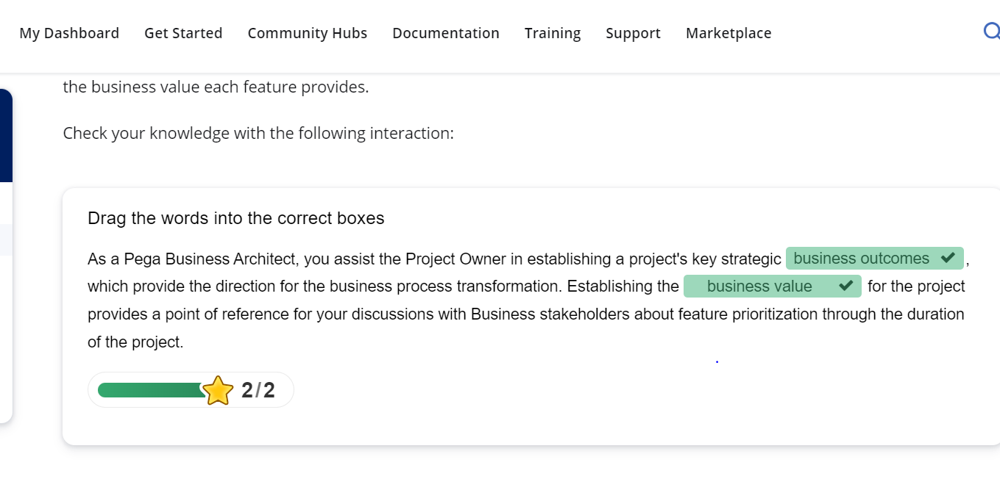 My Dashboard Get Started Community Hubs Documentation Training Support Marketplace
the business value each feature provides.
Check your knowledge with the following interaction:
Drag the words into the correct boxes
As a Pega Business Architect, you assist the Project Owner in establishing a project's key strategic business outcomes ✔,
which provide the direction for the business process transformation. Establishing the business value ✔ for the project
provides a point of reference for your discussions with Business stakeholders about feature prioritization through the duration
of the project.
2/2